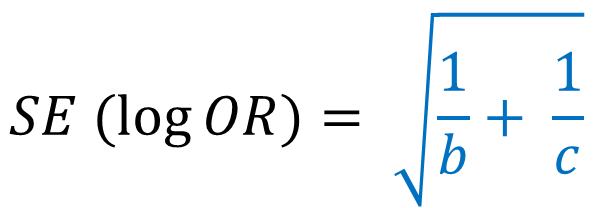 SE (log OR) = √(1/b + 1/c)